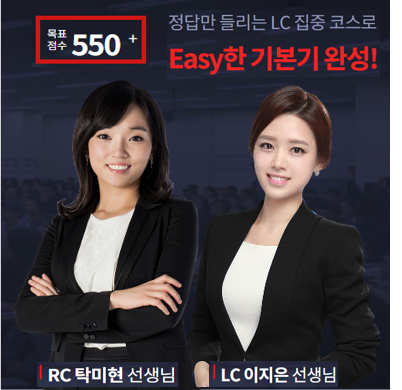 목표
점수 550 +
정답만 들리는 LC 집중 코스로
Easy한 기본기 완성!
RC 탁미현 선생님
LC 이지은 선생님